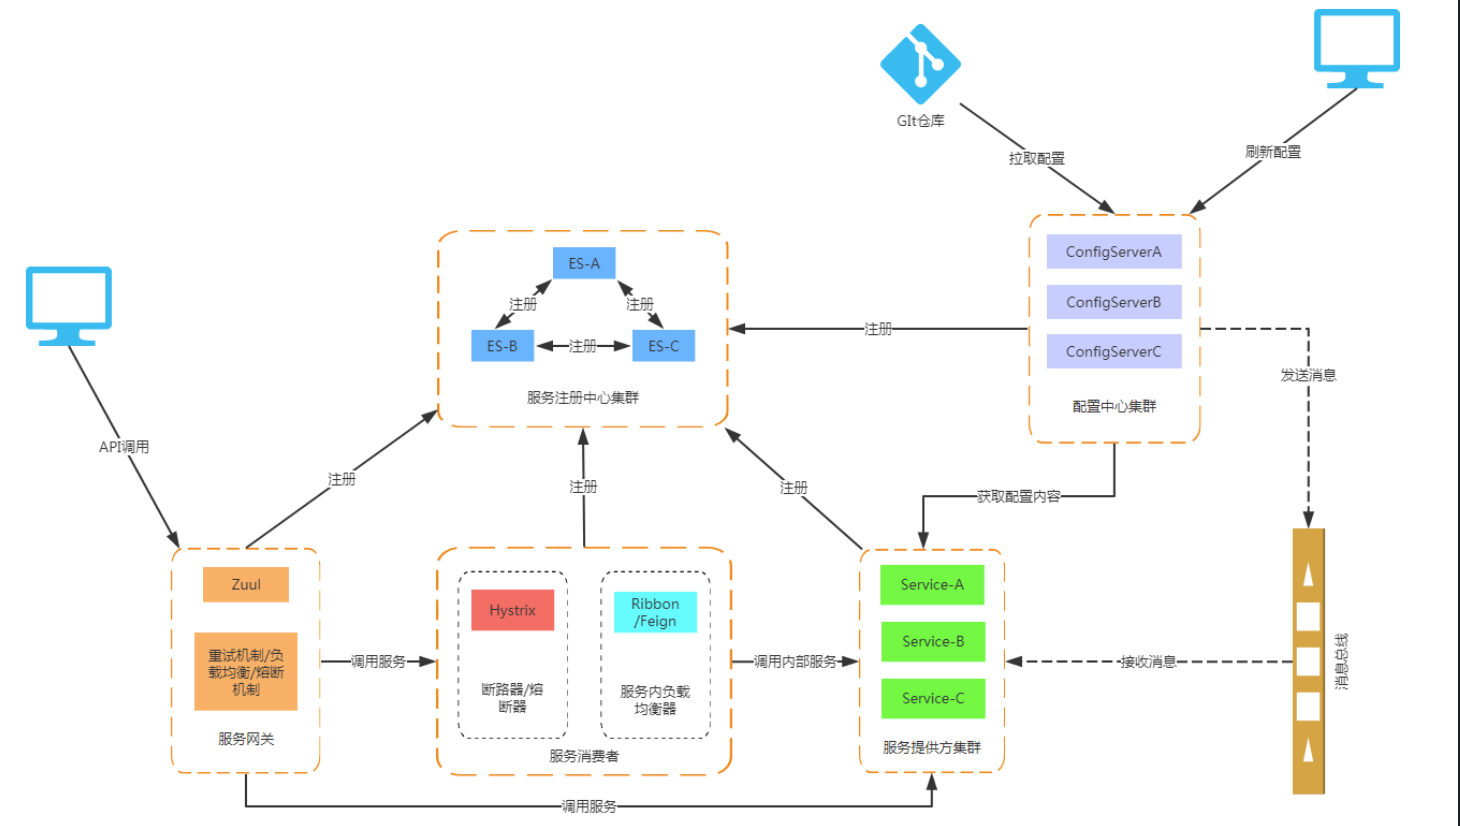 GIt仓库
拉取配置
刷新配置
ConfigServerA
ConfigServerB
ConfigServerC
配置中心集群
ES-A
注册
注册
ES-B
注册
ES-C
服务注册中心集群
注册
发送消息
API调用
注册
注册
注册
获取配置内容
Zuul
重试机制/负
载均衡/熔断
机制
服务网关
调用服务
Hystrix
断路器/熔
断器
Ribbon
/Feign
服务内负载
均衡器
服务消费者
调用内部服务
Service-A
Service-B
Service-C
服务提供方集群
接收消息
消息总线
调用服务